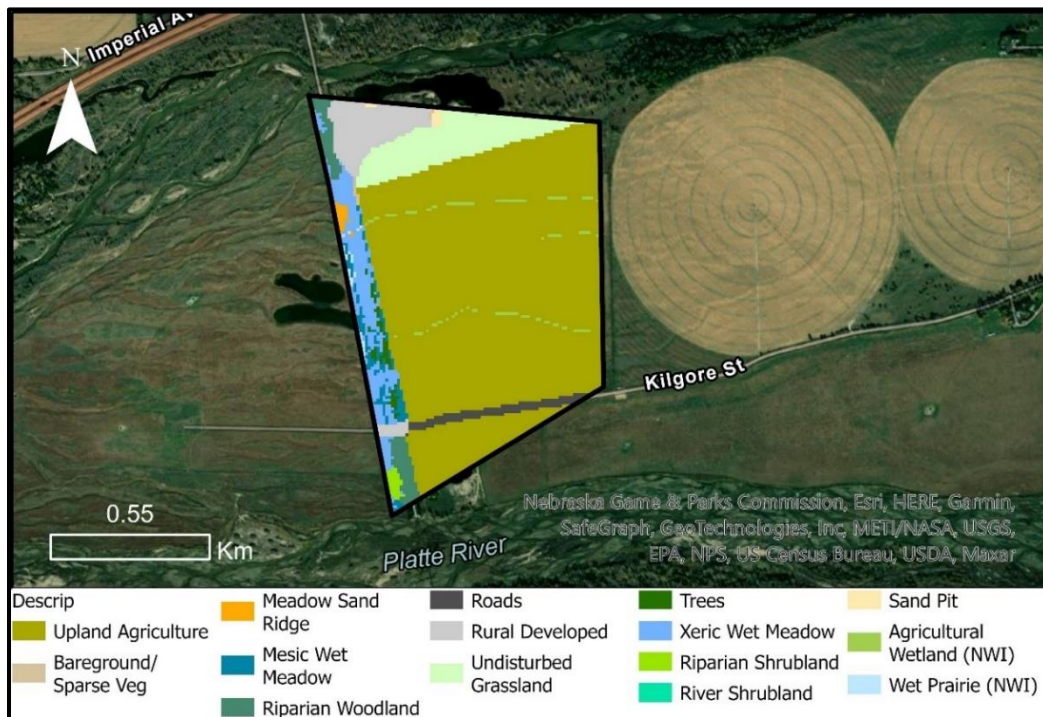 Imperial Av
N
Kilgore St
0.55
Km
Platte River
Nebraska Game & Parks Commission, Esri, HERE, Garmin,
SafeGraph, GeoTechnologies, Inc, METI/NASA, USGS,
EPA, NPS, US Census Bureau, USDA, Maxar
Descrip
Upland Agriculture
Bareground/
Sparse Veg
Meadow Sand
Ridge
Mesic Wet
Meadow
Riparian Woodland
Roads
Rural Developed
Undisturbed
Grassland
Trees
Xeric Wet Meadow
Riparian Shrubland
River Shrubland
Sand Pit
Agricultural
Wetland (NWI)
Wet Prairie (NWI)